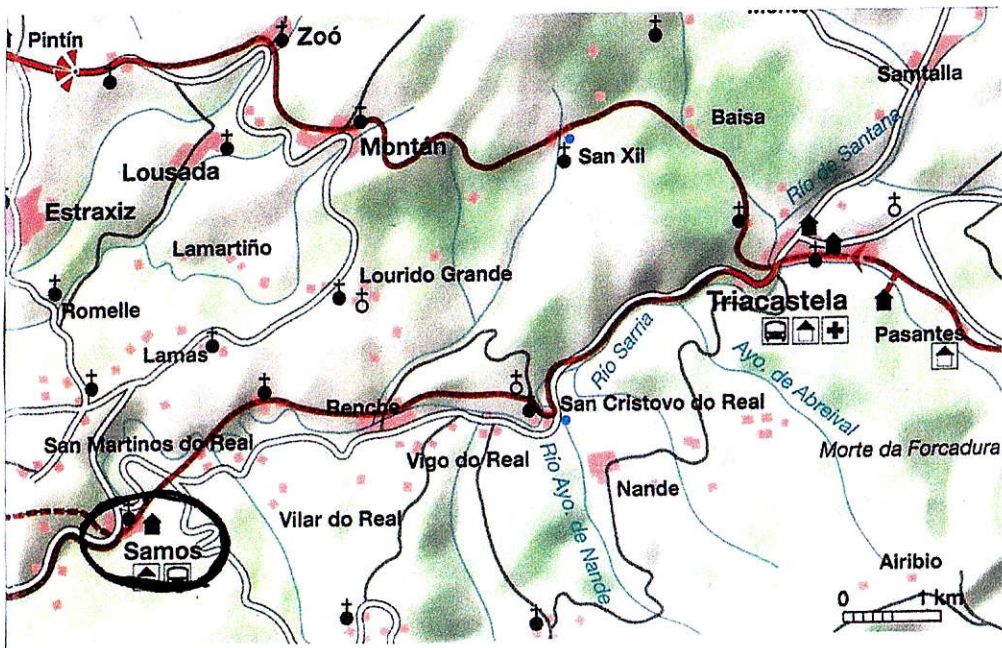 Pintín
Zoó
Samtalla
Baisa
Montán
San Xil
Lousada
Río de Santana
Estraxiz
Lamartiño
Lourido Grande
Romelle
Triacastela
Pasantes
Lamas
Río Sarria
Ayo. de Abreival
Renche
San Cristovo do Real
San Martinos do Real
Vigo do Real
Morte da Forcadura
Nande
Río Ayo. de Nande
Vilar do Real
Samos
Airibio
0 1 km